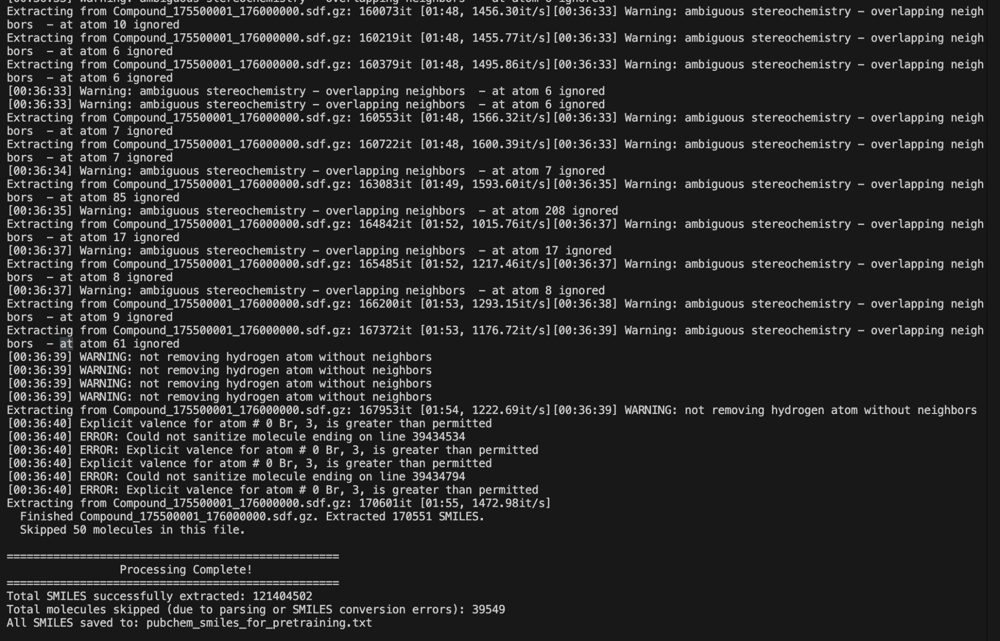 Extracting from Compound_175500001_176000000.sdf.gz: 160073it [01:48, 1456.30it/s][00:36:33] Warning: ambiguous stereochemistry - overlapping neigh
bors  - at atom 10 ignored
Extracting from Compound_175500001_176000000.sdf.gz: 160219it [01:48, 1455.77it/s][00:36:33] Warning: ambiguous stereochemistry - overlapping neigh
bors  - at atom 6 ignored
Extracting from Compound_175500001_176000000.sdf.gz: 160379it [01:48, 1495.86it/s][00:36:33] Warning: ambiguous stereochemistry - overlapping neigh
bors  - at atom 6 ignored
[00:36:33] Warning: ambiguous stereochemistry - overlapping neighbors  - at atom 6 ignored
[00:36:33] Warning: ambiguous stereochemistry - overlapping neighbors  - at atom 6 ignored
Extracting from Compound_175500001_176000000.sdf.gz: 160553it [01:48, 1566.32it/s][00:36:33] Warning: ambiguous stereochemistry - overlapping neigh
bors  - at atom 7 ignored
Extracting from Compound_175500001_176000000.sdf.gz: 160722it [01:48, 1600.39it/s][00:36:33] Warning: ambiguous stereochemistry - overlapping neigh
bors  - at atom 7 ignored
[00:36:34] Warning: ambiguous stereochemistry - overlapping neighbors  - at atom 7 ignored
Extracting from Compound_175500001_176000000.sdf.gz: 163083it [01:49, 1593.60it/s][00:36:35] Warning: ambiguous stereochemistry - overlapping neigh
bors  - at atom 85 ignored
[00:36:35] Warning: ambiguous stereochemistry - overlapping neighbors  - at atom 208 ignored
Extracting from Compound_175500001_176000000.sdf.gz: 164842it [01:52, 1015.76it/s][00:36:37] Warning: ambiguous stereochemistry - overlapping neigh
bors  - at atom 17 ignored
[00:36:37] Warning: ambiguous stereochemistry - overlapping neighbors  - at atom 17 ignored
Extracting from Compound_175500001_176000000.sdf.gz: 165485it [01:52, 1217.46it/s][00:36:37] Warning: ambiguous stereochemistry - overlapping neigh
bors  - at atom 8 ignored
[00:36:37] Warning: ambiguous stereochemistry - overlapping neighbors  - at atom 8 ignored
Extracting from Compound_175500001_176000000.sdf.gz: 166200it [01:53, 1293.15it/s][00:36:38] Warning: ambiguous stereochemistry - overlapping neigh
bors  - at atom 9 ignored
Extracting from Compound_175500001_176000000.sdf.gz: 167372it [01:53, 1176.72it/s][00:36:39] Warning: ambiguous stereochemistry - overlapping neigh
bors  - at atom 61 ignored
[00:36:39] WARNING: not removing hydrogen atom without neighbors
[00:36:39] WARNING: not removing hydrogen atom without neighbors
[00:36:39] WARNING: not removing hydrogen atom without neighbors
[00:36:39] WARNING: not removing hydrogen atom without neighbors
Extracting from Compound_175500001_176000000.sdf.gz: 167953it [01:54, 1222.69it/s][00:36:39] WARNING: not removing hydrogen atom without neighbors
[00:36:40] Explicit valence for atom # 0 Br, 3, is greater than permitted
[00:36:40] ERROR: Could not sanitize molecule ending on line 39434534
[00:36:40] ERROR: Explicit valence for atom # 0 Br, 3, is greater than permitted
[00:36:40] Explicit valence for atom # 0 Br, 3, is greater than permitted
[00:36:40] ERROR: Could not sanitize molecule ending on line 39434794
[00:36:40] ERROR: Explicit valence for atom # 0 Br, 3, is greater than permitted
Extracting from Compound_175500001_176000000.sdf.gz: 170601it [01:55, 1472.98it/s]
  Finished Compound_175500001_176000000.sdf.gz. Extracted 170551 SMILES.
  Skipped 50 molecules in this file.
==================================================
                 Processing Complete!
==================================================
Total SMILES successfully extracted: 121404502
Total molecules skipped (due to parsing or SMILES conversion errors): 39549
All SMILES saved to: pubchem_smiles_for_pretraining.txt